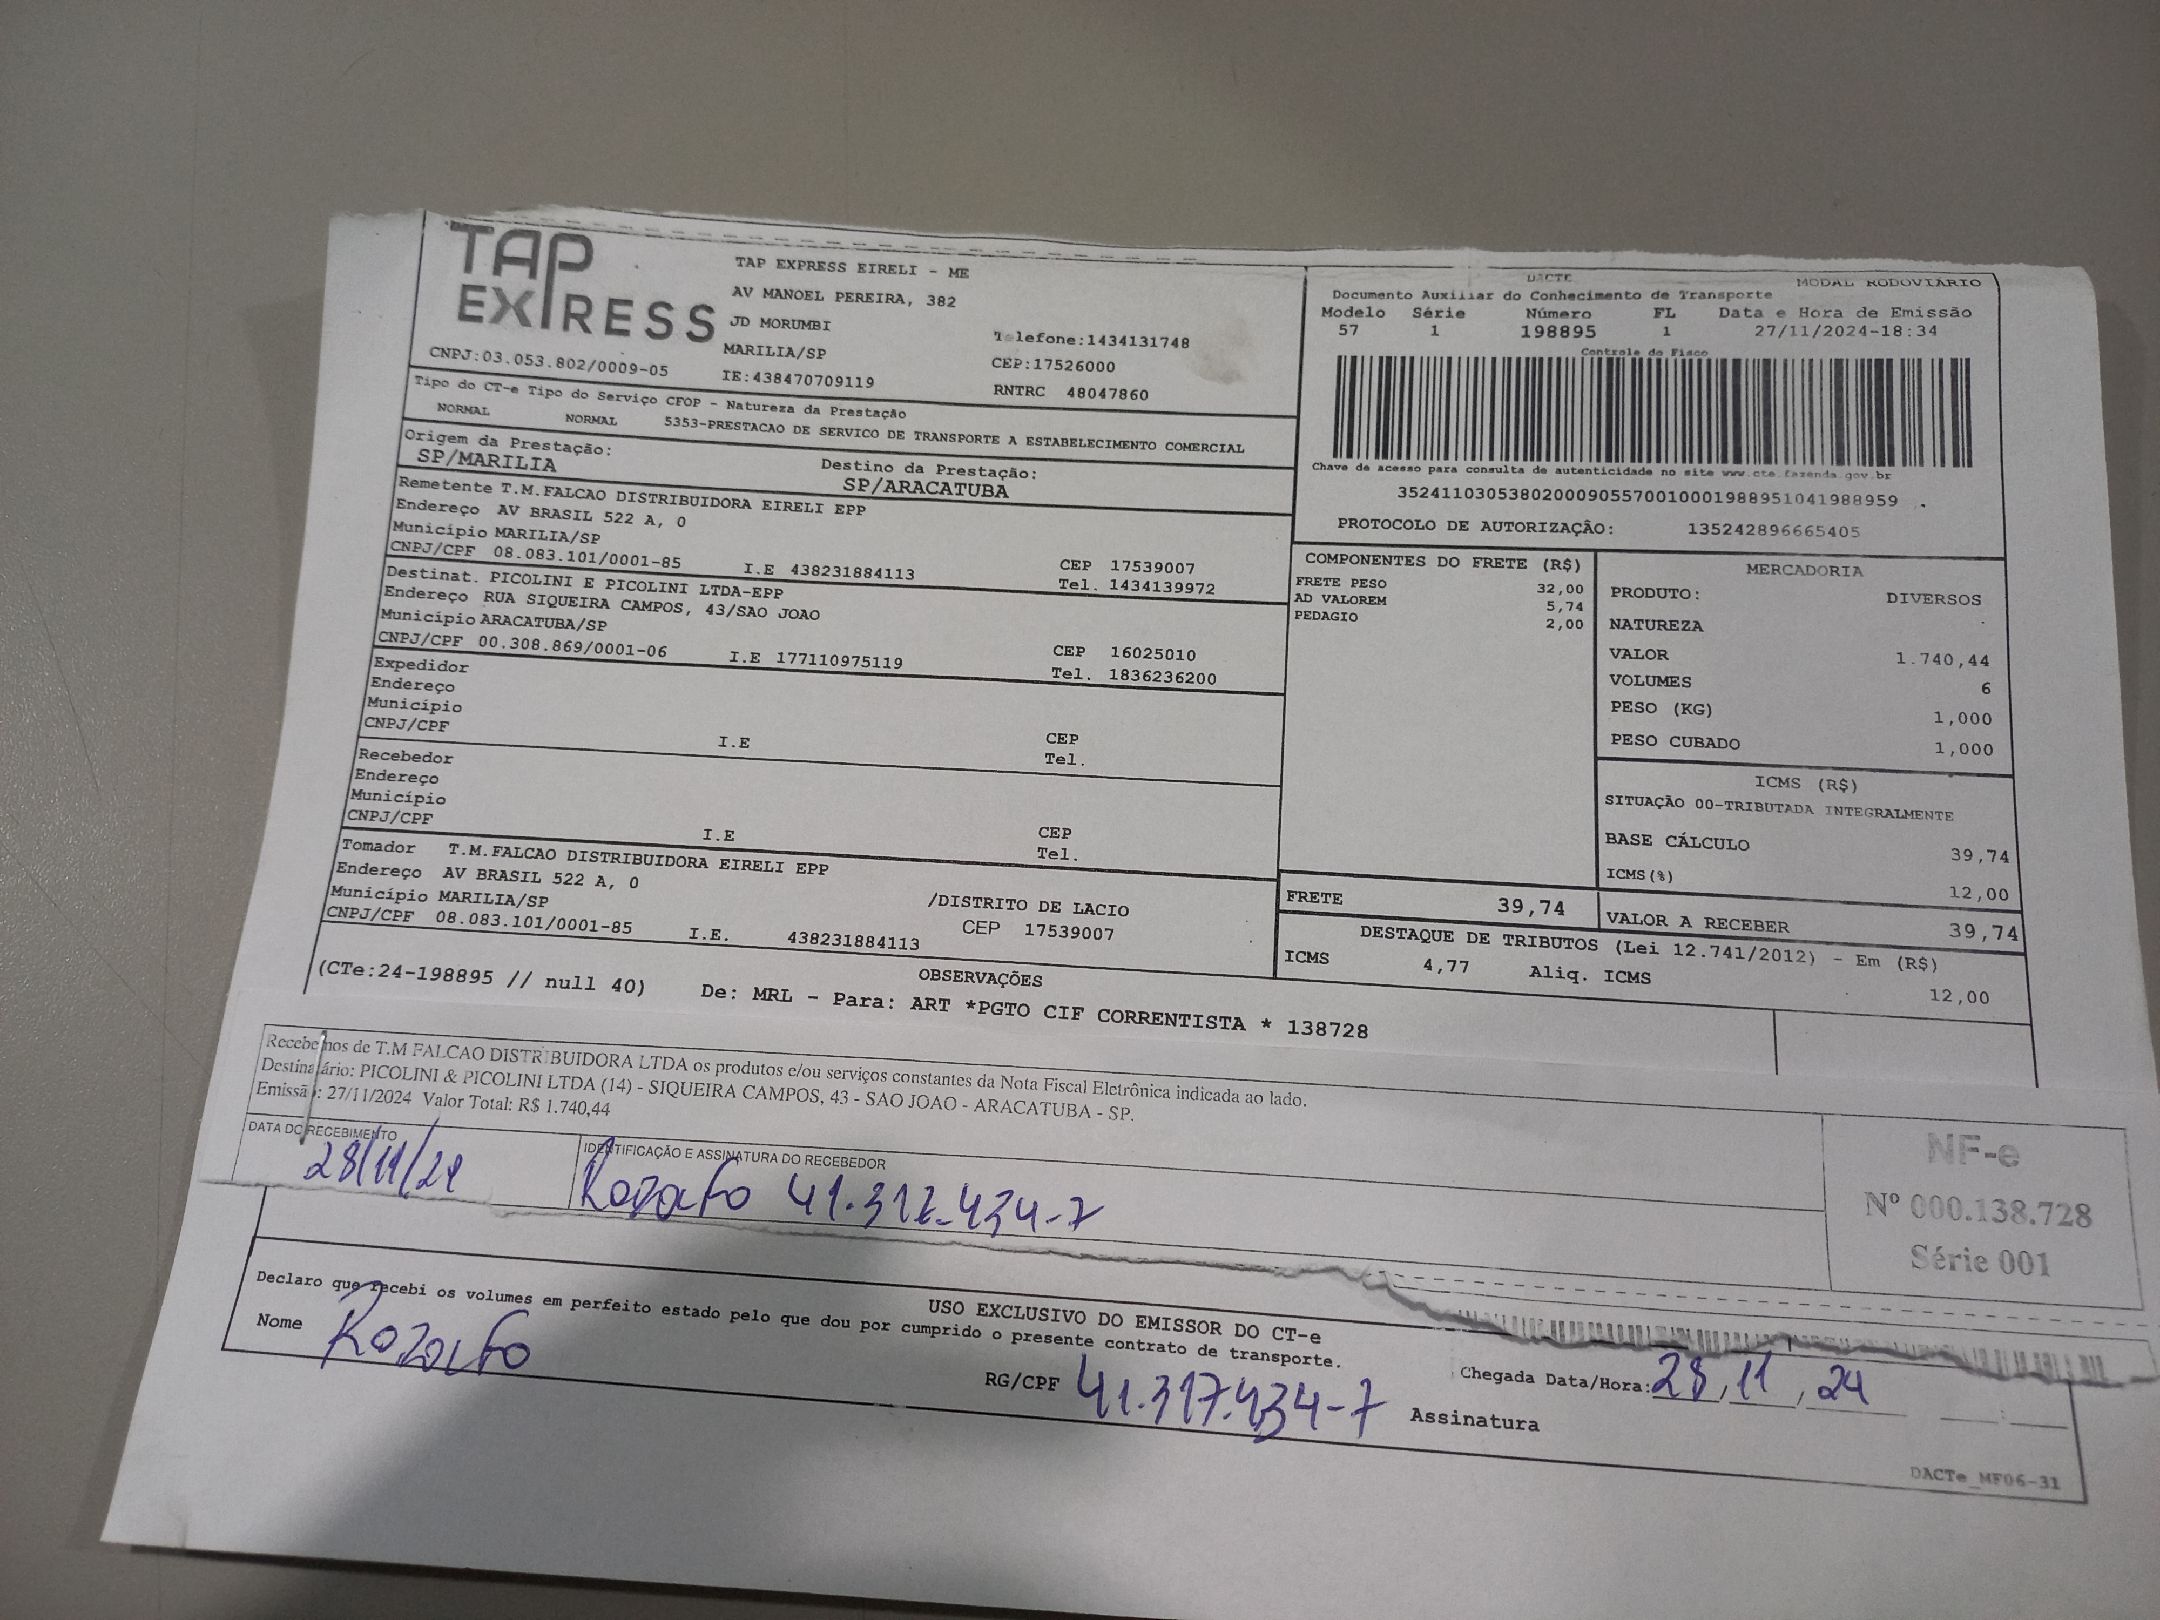 TAP
EXPRESS
TAP EXPRESS EIRELI - ME
AV MANOEL PEREIRA, 382
JD MORUMBI
Telefone:1434131748
MARILIA/SP
CEP:17526000
CNPJ:03.053.802/0009-05
IE:438470709119
RNTRC 48047860
DACTE MODAL RODOVIÁRIO
Documento Auxiliar do Conhecimento de Transporte
Modelo Série Número FL Data e Hora de Emissão
57 1 198895 1 27/11/2024-18:34
Controle do Fisco
Chave de acesso para consulta de autenticidade no site www.cte.fazenda.gov.br
35241103053802000905570010001988951041988959
PROTOCOLO DE AUTORIZAÇÃO: 135242896665405
Tipo do CT-e Tipo do Serviço CFOP - Natureza da Prestação
NORMAL NORMAL 5353-PRESTACAO DE SERVICO DE TRANSPORTE A ESTABELECIMENTO COMERCIAL
Origem da Prestação: Destino da Prestação:
SP/MARILIA SP/ARACATUBA
Remetente T.M.FALCAO DISTRIBUIDORA EIRELI EPP
Endereço AV BRASIL 522 A, 0
Município MARILIA/SP CEP 17539007
CNPJ/CPF 08.083.101/0001-85 I.E 438231884113 Tel. 1434139972
Destinat. PICOLINI E PICOLINI LTDA-EPP
Endereço RUA SIQUEIRA CAMPOS, 43/SAO JOAO
Município ARACATUBA/SP CEP 16025010
CNPJ/CPF 00.308.869/0001-06 I.E 177110975119 Tel. 1836236200
Expedidor
Endereço
Município CEP
CNPJ/CPF I.E Tel.
Recebedor
Endereço
Município CEP
CNPJ/CPF I.E Tel.
Tomador T.M.FALCAO DISTRIBUIDORA EIRELI EPP
Endereço AV BRASIL 522 A, 0 /DISTRITO DE LACIO
Município MARILIA/SP CEP 17539007
CNPJ/CPF 08.083.101/0001-85 I.E. 438231884113
COMPONENTES DO FRETE (R$)
FRETE PESO 32,00
AD VALOREM 5,74
PEDAGIO 2,00
MERCADORIA
PRODUTO: DIVERSOS
NATUREZA
VALOR 1.740,44
VOLUMES 6
PESO (KG) 1,000
PESO CUBADO 1,000
ICMS (R$)
SITUAÇÃO 00-TRIBUTADA INTEGRALMENTE
BASE CÁLCULO 39,74
ICMS(%) 12,00
FRETE 39,74 VALOR A RECEBER 39,74
DESTAQUE DE TRIBUTOS (Lei 12.741/2012) - Em (R$)
ICMS 4,77 Aliq. ICMS 12,00
OBSERVAÇÕES
(CTe:24-198895 // null 40) De: MRL - Para: ART *PGTO CIF CORRENTISTA * 138728
Recebemos de T.M FALCAO DISTRIBUIDORA LTDA os produtos e/ou serviços constantes da Nota Fiscal Eletrônica indicada ao lado.
Destinatário: PICOLINI & PICOLINI LTDA (14) - SIQUEIRA CAMPOS, 43 - SAO JOAO - ARACATUBA - SP.
Emissão: 27/11/2024 Valor Total: R$ 1.740,44
DATA DO RECEBIMENTO IDENTIFICAÇÃO E ASSINATURA DO RECEBEDOR
28/11/24 41.317.434-7
NF-e
Nº 000.138.728
Série 001
USO EXCLUSIVO DO EMISSOR DO CT-e
Declaro que recebi os volumes em perfeito estado pelo que dou por cumprido o presente contrato de transporte.
Nome RG/CPF 41.317.434-7 Chegada Data/Hora: 28, 11, 24
Assinatura
DACTe_MF06-31